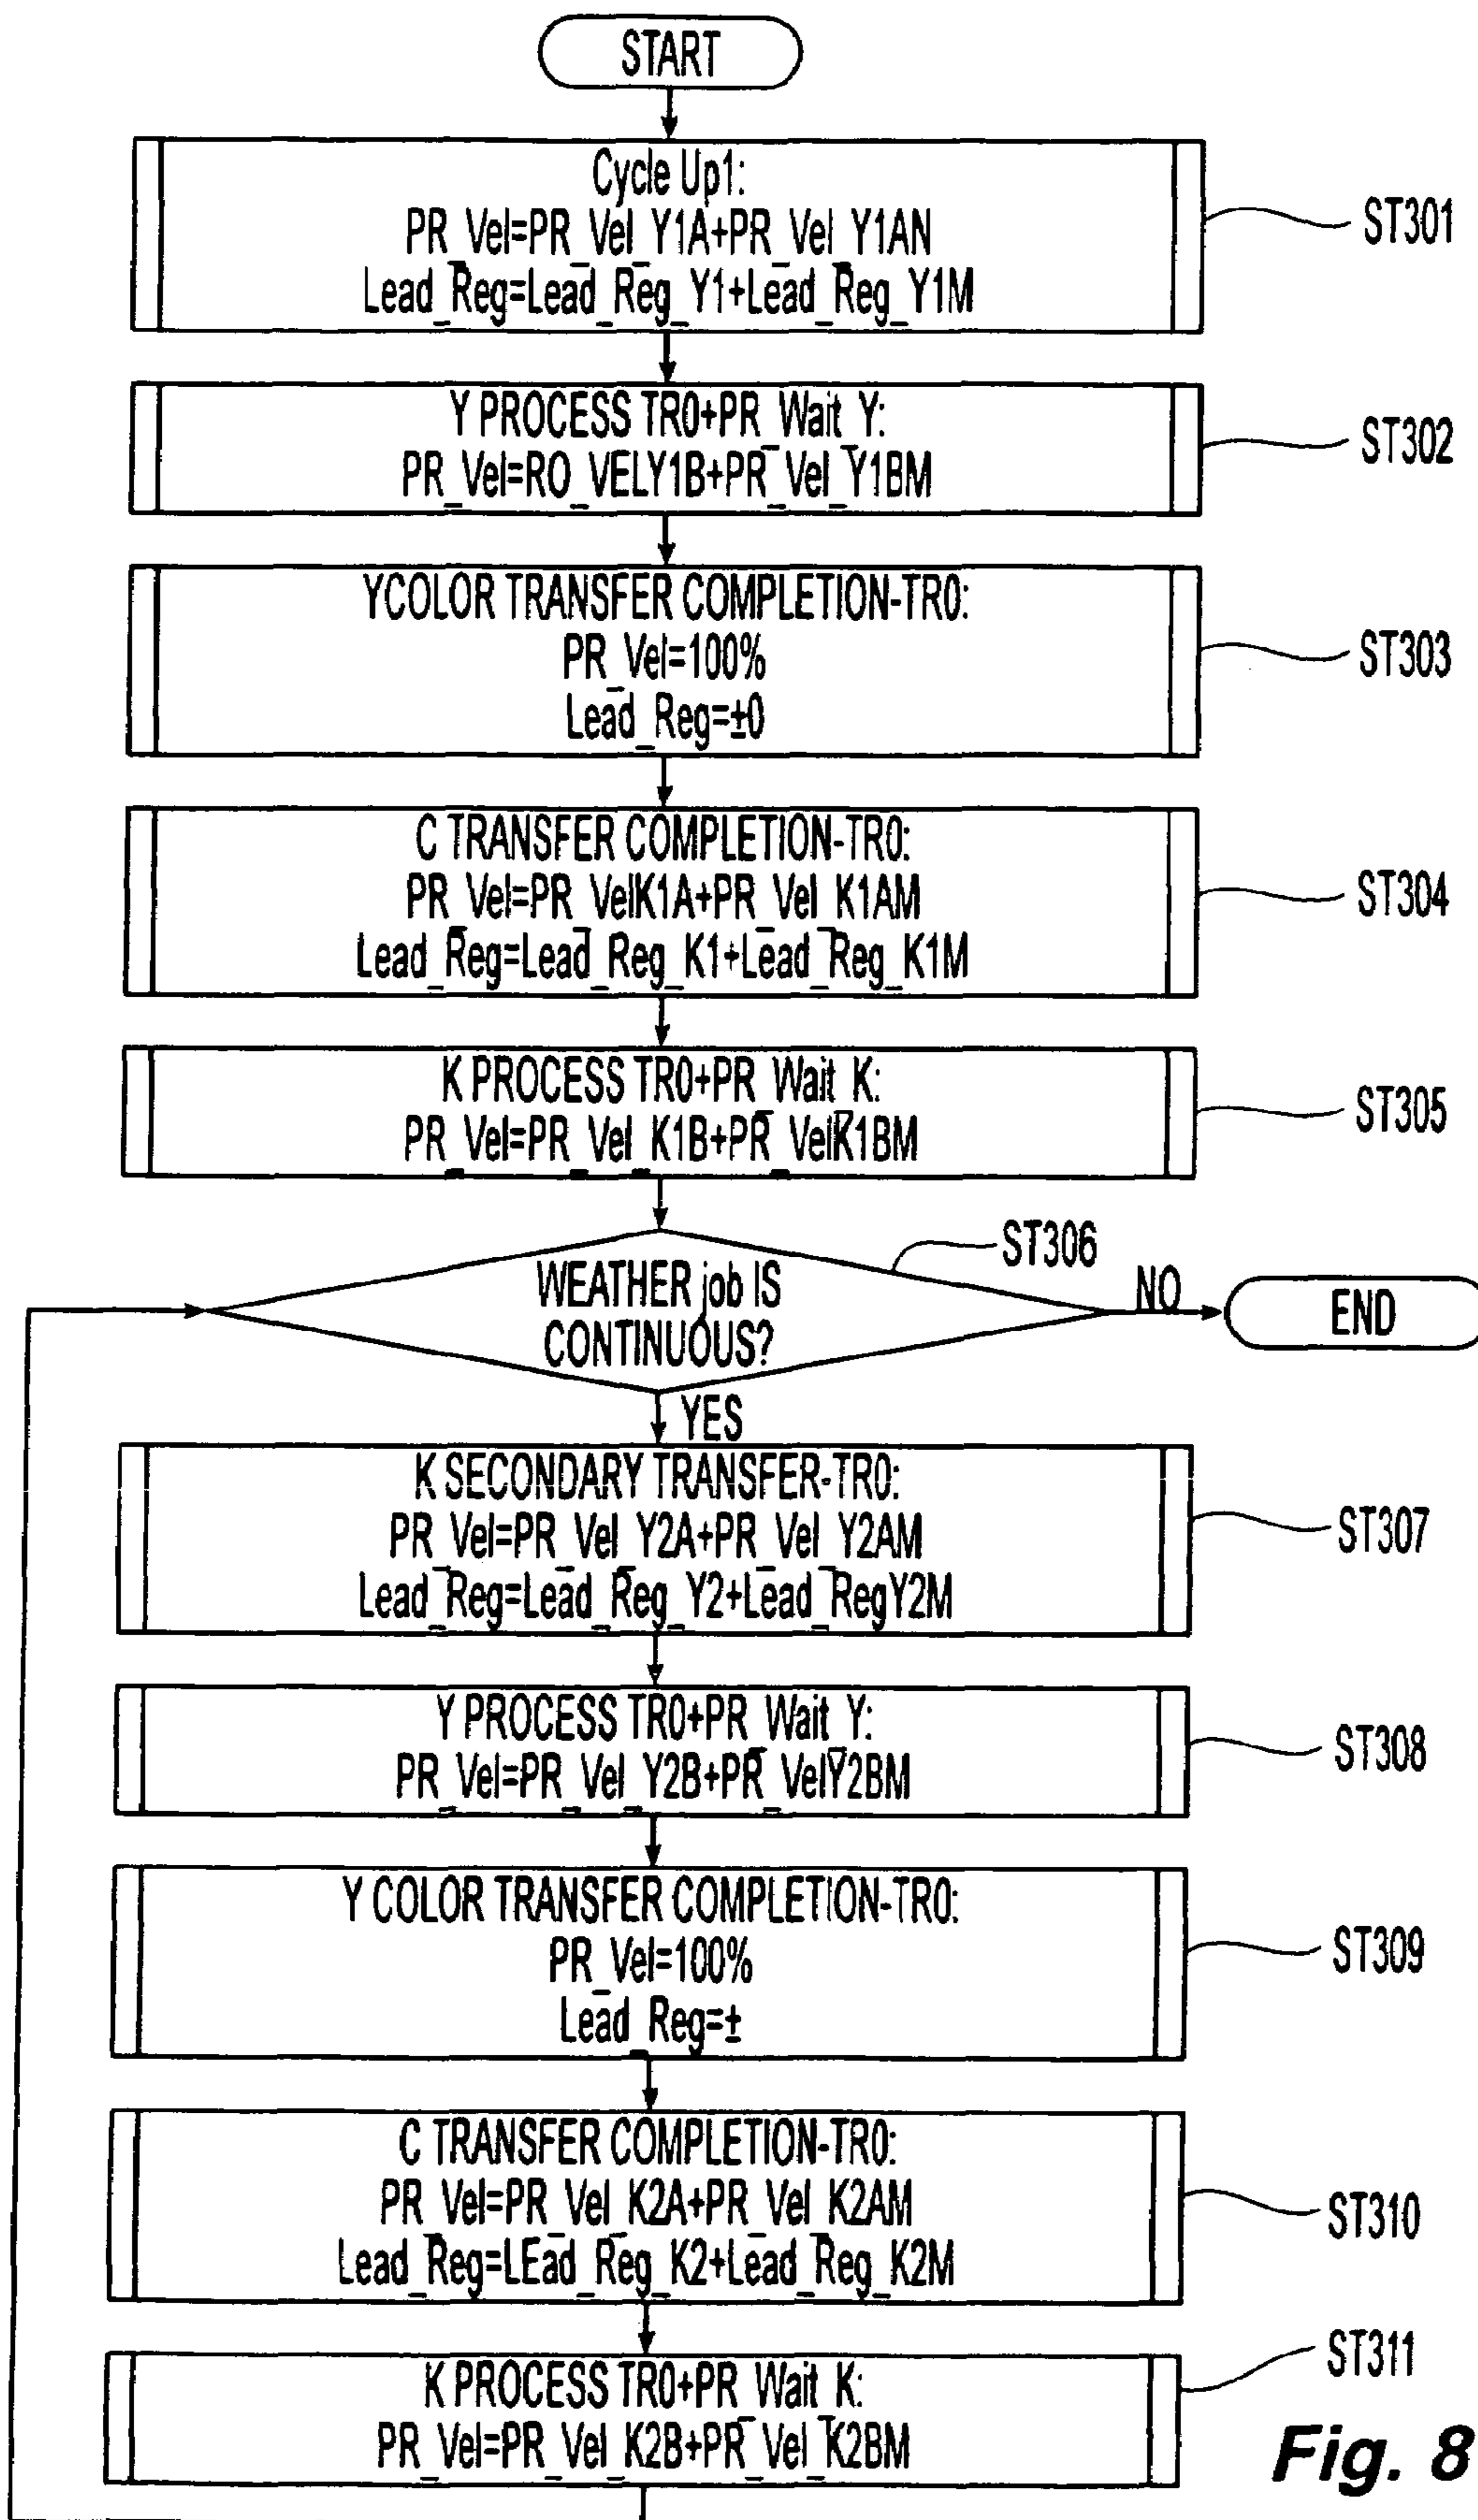 START
Cycle Up1:
PR_Vel=PR_Vel_Y1A+PR_Vel_Y1AN
Lead_Reg=Lead_Reg_Y1+Lead_Reg_Y1M
ST301
Y PROCESS TR0+PR_Wait_Y:
PR_Vel=RO_VELY1B+PR_Vel_Y1BM
ST302
YCOLOR TRANSFER COMPLETION-TR0:
PR_Vel=100%
Lead_Reg=±0
ST303
C TRANSFER COMPLETION-TR0:
PR_Vel=PR_VelK1A+PR_Vel_K1AM
Lead_Reg=Lead_Reg_K1+Lead_Reg_K1M
ST304
K PROCESS TR0+PR_Wait_K:
PR_Vel=PR_Vel_K1B+PR_VelK1BM
ST305
ST306
WEATHER job IS
CONTINUOUS?
NO
END
YES
K SECONDARY TRANSFER-TR0:
PR_Vel=PR_Vel_Y2A+PR_Vel_Y2AM
Lead_Reg=Lead_Reg_Y2+Lead_RegY2M
ST307
Y PROCESS TR0+PR_Wait_Y:
PR_Vel=PR_Vel_Y2B+PR_VelY2BM
ST308
Y COLOR TRANSFER COMPLETION-TR0:
PR_Vel=100%
Lead_Reg=±
ST309
C TRANSFER COMPLETION-TR0:
PR_Vel=PR_Vel_K2A+PR_Vel_K2AM
Lead_Reg=LEad_Reg_K2+Lead_Reg_K2M
ST310
K PROCESS TR0+PR_Wait_K:
PR_Vel=PR_Vel_K2B+PR_Vel_K2BM
ST311
Fig. 8